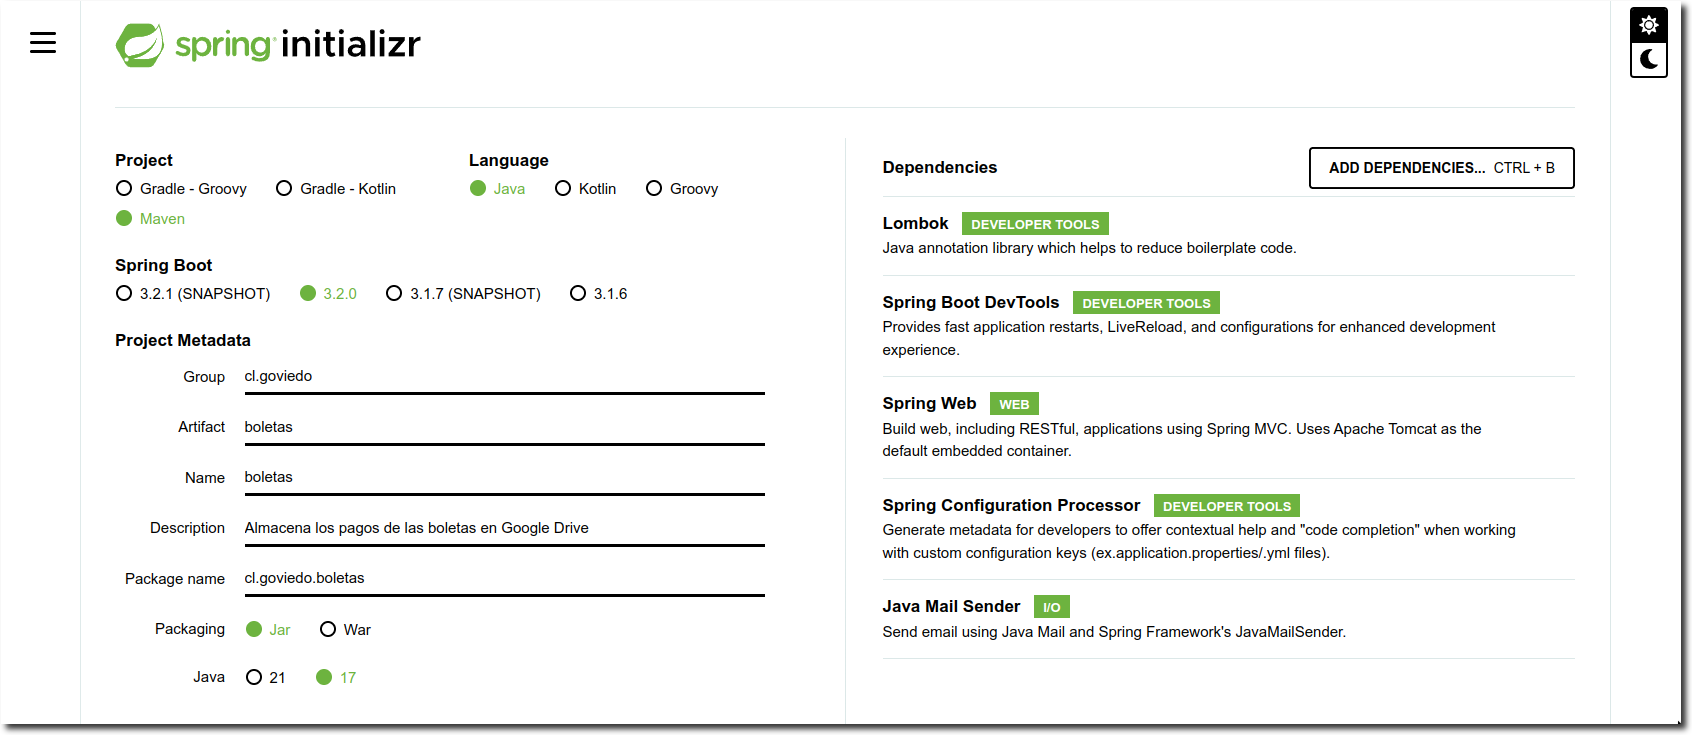 spring initializr
Project
Gradle - Groovy Gradle - Kotlin
Maven
Language
Java Kotlin Groovy
Spring Boot
3.2.1 (SNAPSHOT) 3.2.0 3.1.7 (SNAPSHOT) 3.1.6
Project Metadata
Group cl.goviedo
Artifact boletas
Name boletas
Description Almacena los pagos de las boletas en Google Drive
Package name cl.goviedo.boletas
Packaging Jar War
Java 21 17
Dependencies ADD DEPENDENCIES... CTRL + B
Lombok DEVELOPER TOOLS
Java annotation library which helps to reduce boilerplate code.
Spring Boot DevTools DEVELOPER TOOLS
Provides fast application restarts, LiveReload, and configurations for enhanced development
experience.
Spring Web WEB
Build web, including RESTful, applications using Spring MVC. Uses Apache Tomcat as the
default embedded container.
Spring Configuration Processor DEVELOPER TOOLS
Generate metadata for developers to offer contextual help and "code completion" when working
with custom configuration keys (ex.application.properties/.yml files).
Java Mail Sender I/O
Send email using Java Mail and Spring Framework's JavaMailSender.